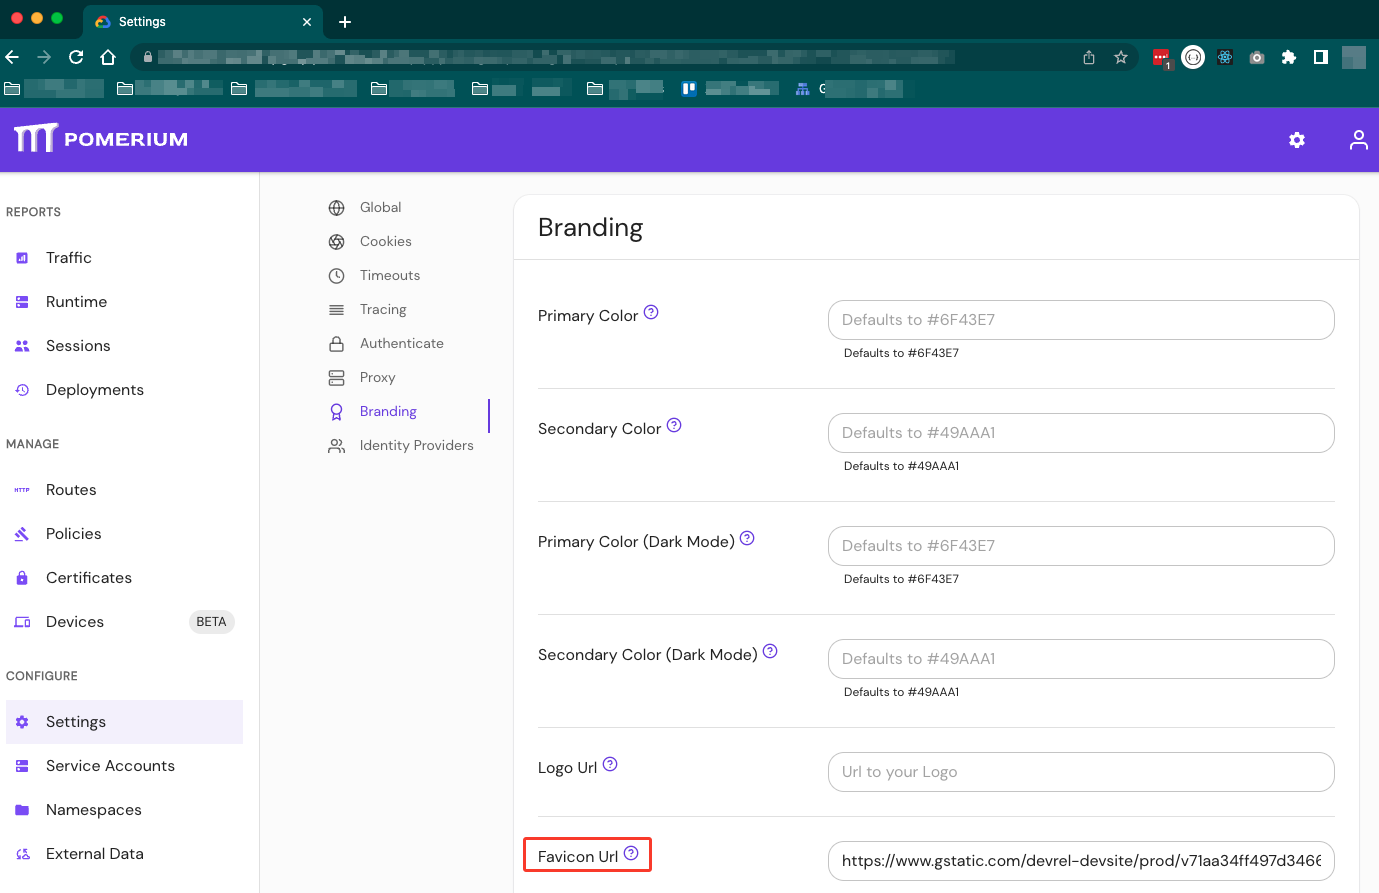 Settings
1
G
POMERIUM
REPORTS
Traffic
Runtime
Sessions
Deployments
MANAGE
HTTP
Routes
Policies
Certificates
Devices
BETA
CONFIGURE
Settings
Service Accounts
Namespaces
External Data
Global
Cookies
Timeouts
Tracing
Authenticate
Proxy
Branding
Identity Providers
Branding
Primary Color ?
Defaults to #6F43E7
Defaults to #6F43E7
Secondary Color ?
Defaults to #49AAA1
Defaults to #49AAA1
Primary Color (Dark Mode) ?
Defaults to #6F43E7
Defaults to #6F43E7
Secondary Color (Dark Mode) ?
Defaults to #49AAA1
Defaults to #49AAA1
Logo Url ?
Url to your Logo
Favicon Url ?
https://www.gstatic.com/devrel-devsite/prod/v71aa34ff497d3466